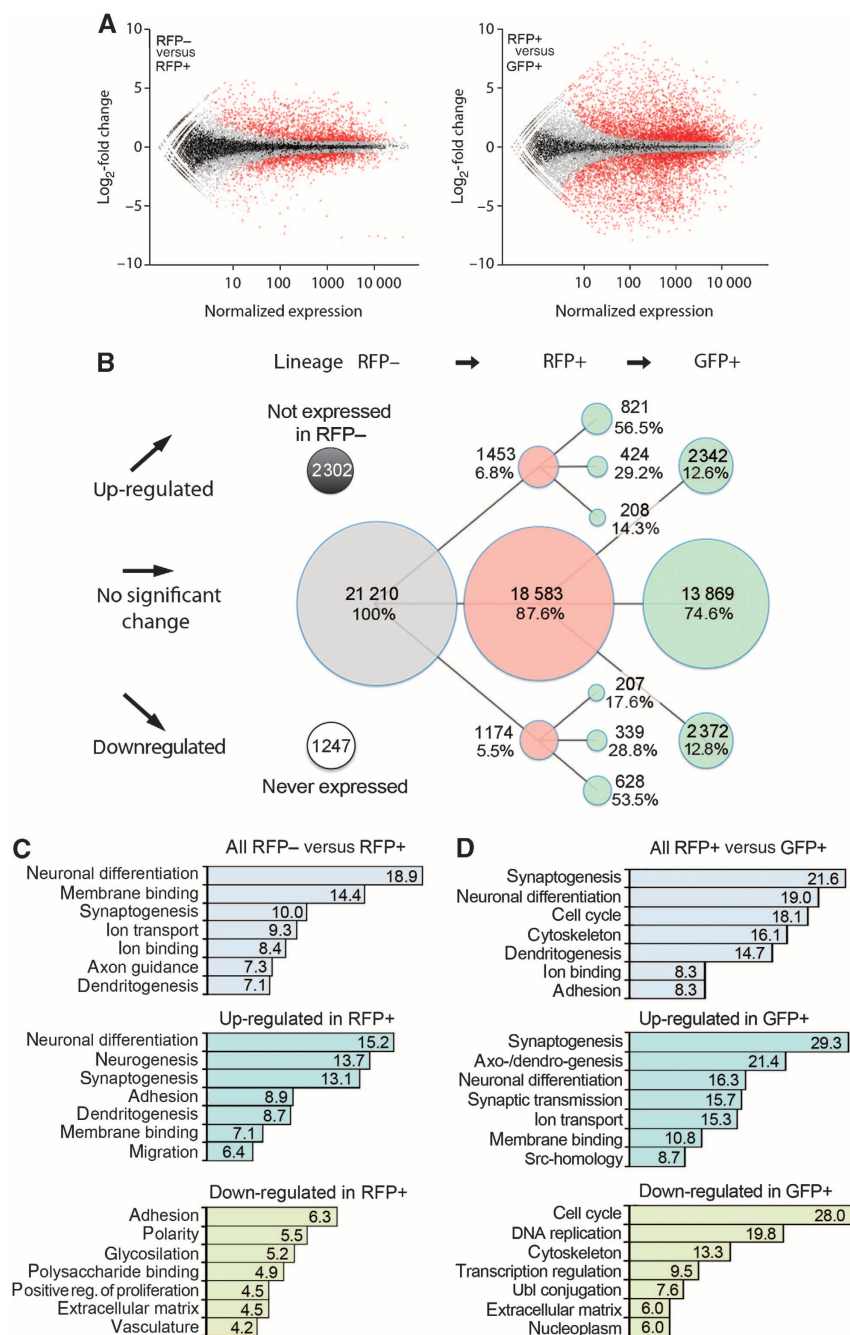 A
10
5
0
−5
−10
Log2-fold change
RFP−
versus
RFP+
10 100 1000 10 000
Normalized expression
10
5
0
−5
−10
Log2-fold change
RFP+
versus
GFP+
10 100 1000 10 000
Normalized expression
B
Lineage RFP− RFP+ GFP+
Not expressed
in RFP−
2302
Up-regulated
No significant
change
Downregulated
1247
Never expressed
21 210
100%
1453
6.8%
18 583
87.6%
1174
5.5%
821
56.5%
424
29.2%
208
14.3%
2342
12.6%
13 869
74.6%
207
17.6%
339
28.8%
628
53.5%
2372
12.8%
C
All RFP− versus RFP+
Neuronal differentiation 18.9
Membrane binding 14.4
Synaptogenesis 10.0
Ion transport 9.3
Ion binding 8.4
Axon guidance 7.3
Dendritogenesis 7.1
Up-regulated in RFP+
Neuronal differentiation 15.2
Neurogenesis 13.7
Synaptogenesis 13.1
Adhesion 8.9
Dendritogenesis 8.7
Membrane binding 7.1
Migration 6.4
Down-regulated in RFP+
Adhesion 6.3
Polarity 5.5
Glycosilation 5.2
Polysaccharide binding 4.9
Positive reg. of proliferation 4.5
Extracellular matrix 4.5
Vasculature 4.2
D
All RFP+ versus GFP+
Synaptogenesis 21.6
Neuronal differentiation 19.0
Cell cycle 18.1
Cytoskeleton 16.1
Dendritogenesis 14.7
Ion binding 8.3
Adhesion 8.3
Up-regulated in GFP+
Synaptogenesis 29.3
Axo-/dendro-genesis 21.4
Neuronal differentiation 16.3
Synaptic transmission 15.7
Ion transport 15.3
Membrane binding 10.8
Src-homology 8.7
Down-regulated in GFP+
Cell cycle 28.0
DNA replication 19.8
Cytoskeleton 13.3
Transcription regulation 9.5
Ubl conjugation 7.6
Extracellular matrix 6.0
Nucleoplasm 6.0